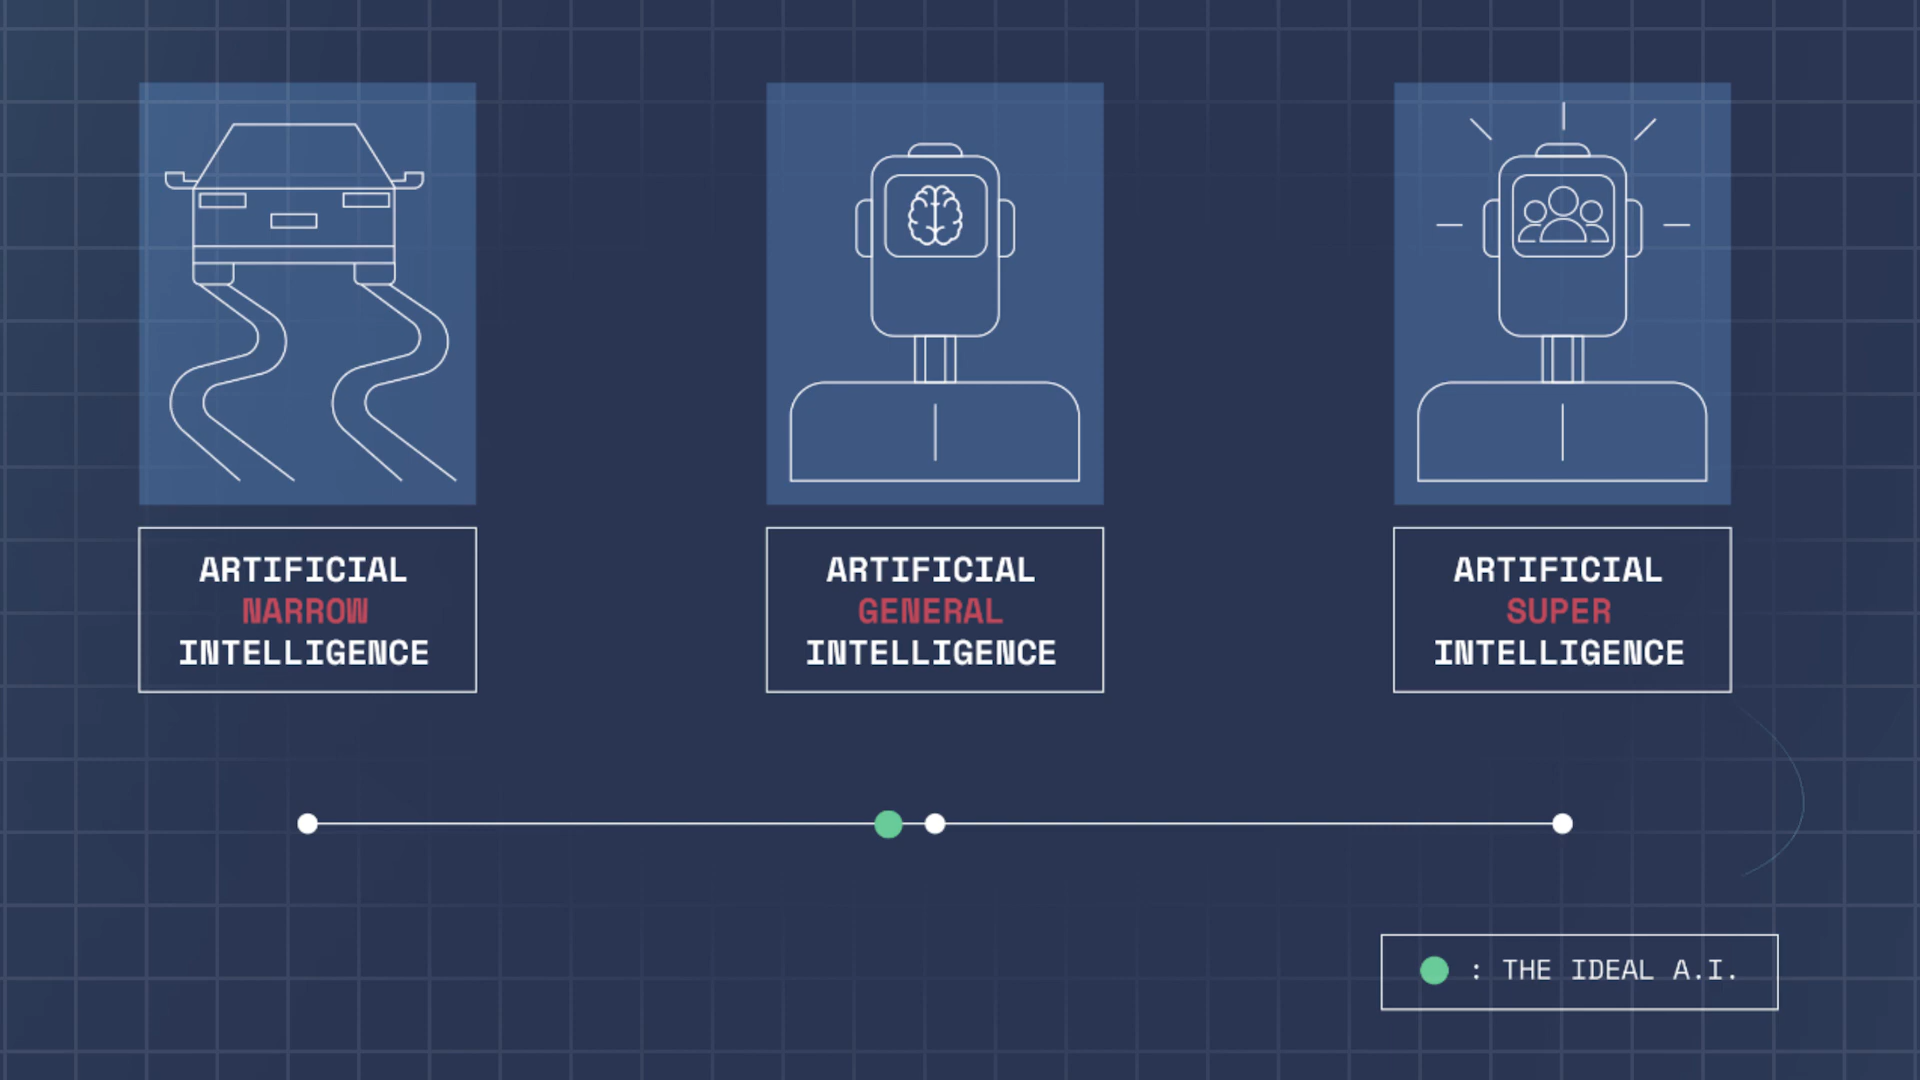 ARTIFICIAL
NARROW
INTELLIGENCE
ARTIFICIAL
GENERAL
INTELLIGENCE
ARTIFICIAL
SUPER
INTELLIGENCE
: THE IDEAL A.I.